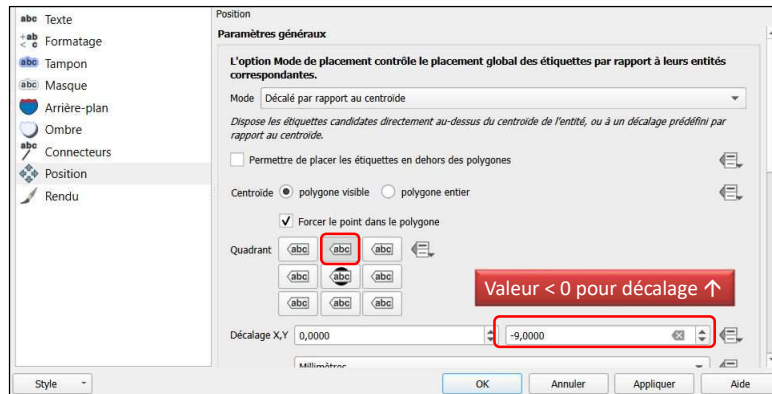 abc Texte
+ab < c Formatage
abc Tampon
abc Masque
Arrière-plan
Ombre
abc Connecteurs
Position
Rendu
Style
Position
Paramètres généraux
L'option Mode de placement contrôle le placement global des étiquettes par rapport à leurs entités
correspondantes.
Mode Décalé par rapport au centroïde
Dispose les étiquettes candidates directement au-dessus du centroïde de l'entité, ou à un décalage prédéfini par
rapport au centroïde.
Permettre de placer les étiquettes en dehors des polygones
Centroïde polygone visible polygone entier
Forcer le point dans le polygone
Quadrant abc abc abc
abc abc abc
abc abc abc
Valeur < 0 pour décalage ↑
Décalage X,Y 0,0000 -9,0000
Millimètres
OK Annuler Appliquer Aide